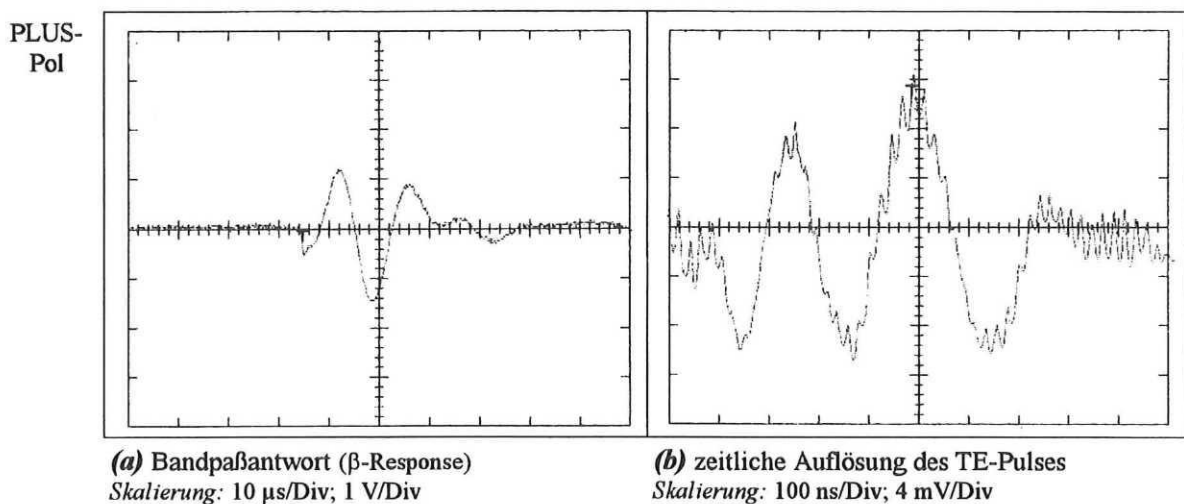 PLUS-
Pol
(a) Bandpaßantwort (β-Response)
Skalierung: 10 µs/Div; 1 V/Div
(b) zeitliche Auflösung des TE-Pulses
Skalierung: 100 ns/Div; 4 mV/Div